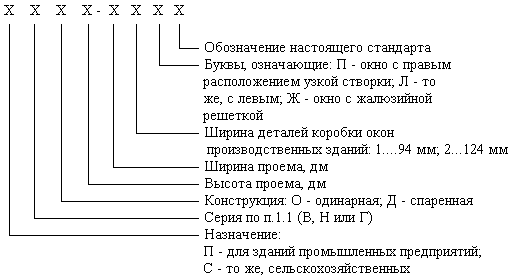 Х Х Х Х - Х Х Х Х
Обозначение настоящего стандарта
Буквы, означающие: П - окно с правым
расположением узкой створки; Л - то
же, с левым; Ж - окно с жалюзийной
решеткой
Ширина деталей коробки окон
производственных зданий: 1....94 мм; 2...124 мм
Ширина проема, дм
Высота проема, дм
Конструкция: О - одинарная; Д - спаренная
Серия по п.1.1 (В, Н или Г)
Назначение:
П - для зданий промышленных предприятий;
С - то же, сельскохозяйственных